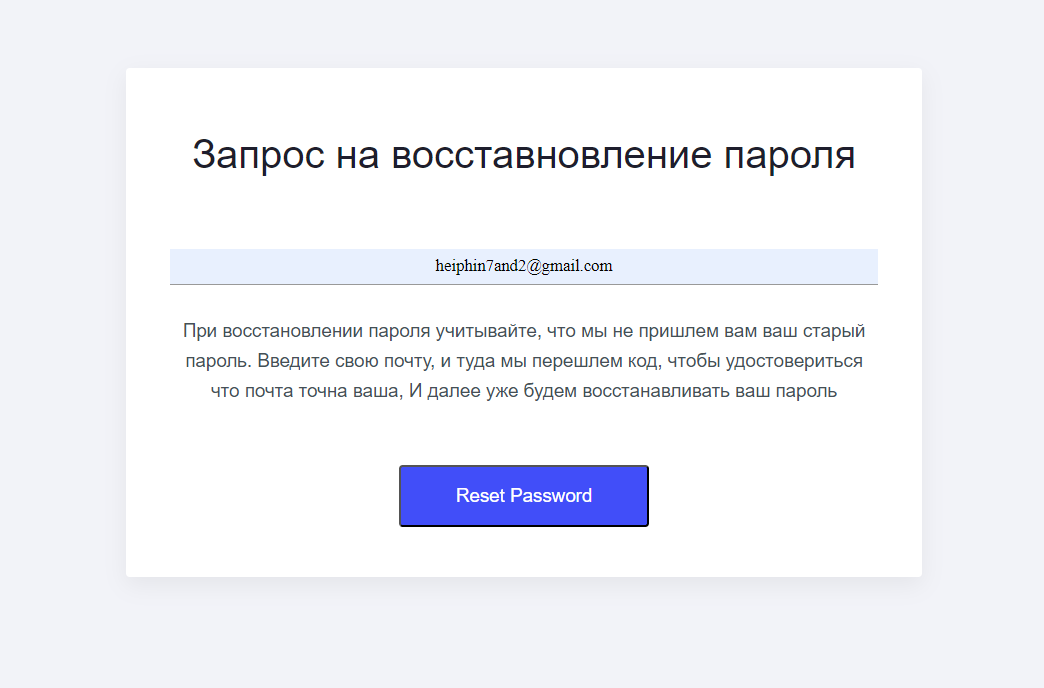 Запрос на восставновление пароля
heiphin7and2@gmail.com
При восстановлении пароля учитывайте, что мы не пришлем вам ваш старый
пароль. Введите свою почту, и туда мы перешлем код, чтобы удостовериться
что почта точна ваша, И далее уже будем восстанавливать ваш пароль
Reset Password